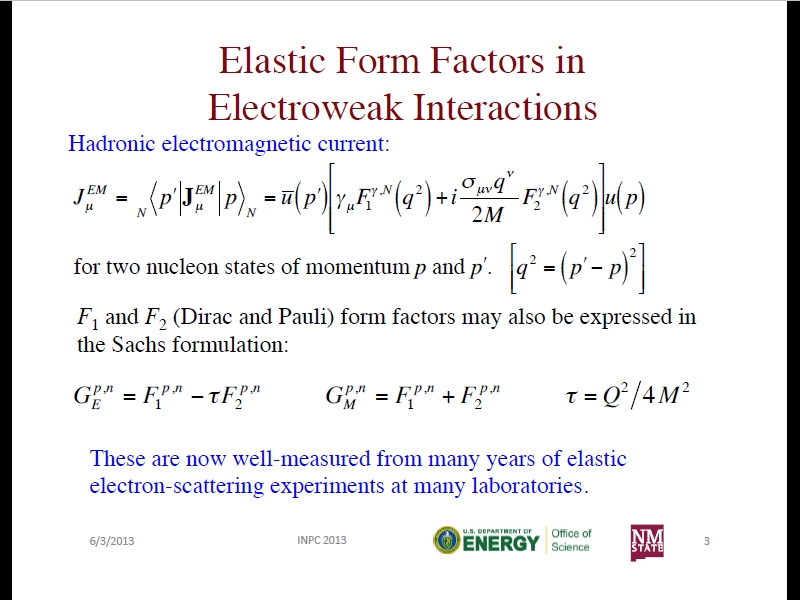 Elastic Form Factors in
Electroweak Interactions
Hadronic electromagnetic current:
J_μ^{EM} = _N⟨p′|J_μ^{EM}|p⟩_N = u̅(p′)[γ_μ F_1^{γ,N}(q²) + i σ_{μν}q^ν/2M F_2^{γ,N}(q²)]u(p)
for two nucleon states of momentum p and p′. [q² = (p′ − p)²]
F₁ and F₂ (Dirac and Pauli) form factors may also be expressed in
the Sachs formulation:
G_E^{p,n} = F_1^{p,n} − τF_2^{p,n} G_M^{p,n} = F_1^{p,n} + F_2^{p,n} τ = Q²/4M²
These are now well-measured from many years of elastic
electron-scattering experiments at many laboratories.
6/3/2013 INPC 2013 U.S. DEPARTMENT OF ENERGY Office of Science NM STATE 3